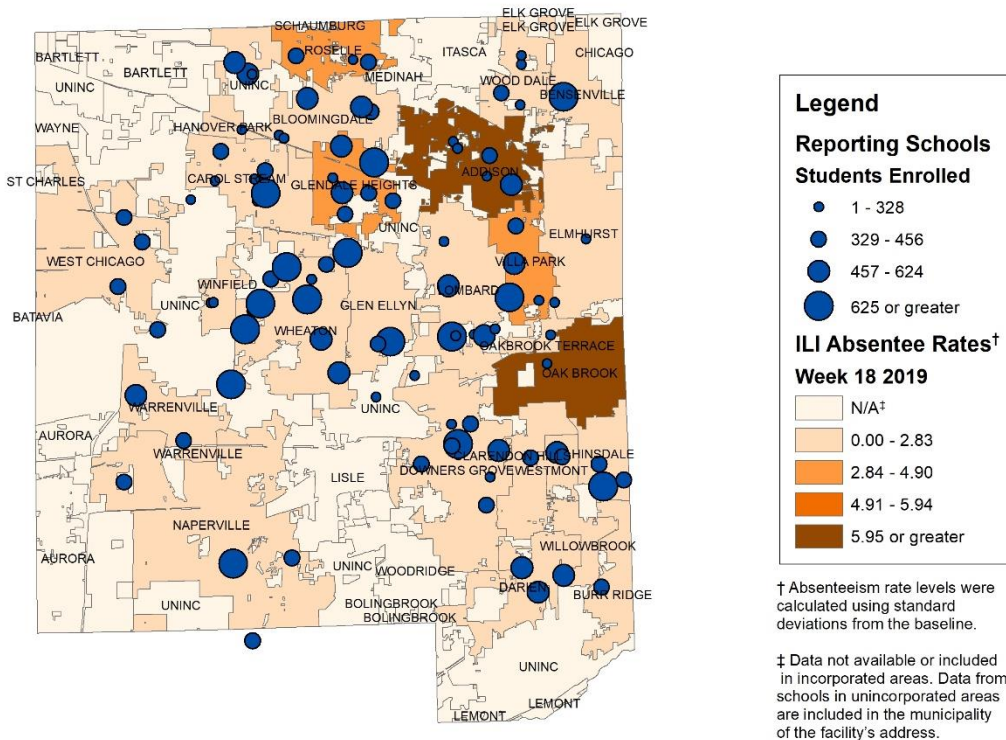 ELK GROVE
ELK GROVE
ELK GROVE
SCHAUMBURG
ROSELLE
ITASCA
CHICAGO
BARTLETT
BARTLETT
MEDINAH
UNINC
UNINC
WOOD DALE
BENSENVILLE
WAYNE
HANOVER PARK
BLOOMINGDALE
ADDISON
ST CHARLES
CAROL STREAM
GLENDALE HEIGHTS
UNINC
ELMHURST
WEST CHICAGO
VILLA PARK
WINFIELD
LOMBARD
UNINC
GLEN ELLYN
BATAVIA
WHEATON
OAKBROOK TERRACE
OAK BROOK
WARRENVILLE
UNINC
AURORA
WARRENVILLE
CLARENDON HILLS
HINSDALE
DOWNERS GROVE
WESTMONT
LISLE
NAPERVILLE
WILLOWBROOK
AURORA
UNINC
WOODRIDGE
DARIEN
BURR RIDGE
UNINC
BOLINGBROOK
BOLINGBROOK
UNINC
LEMONT
LEMONT
Legend
Reporting Schools
Students Enrolled
1 - 328
329 - 456
457 - 624
625 or greater
ILI Absentee Rates†
Week 18 2019
N/A‡
0.00 - 2.83
2.84 - 4.90
4.91 - 5.94
5.95 or greater
† Absenteeism rate levels were
calculated using standard
deviations from the baseline.
‡ Data not available or included
in incorporated areas. Data from
schools in unincorporated areas
are included in the municipality
of the facility's address.